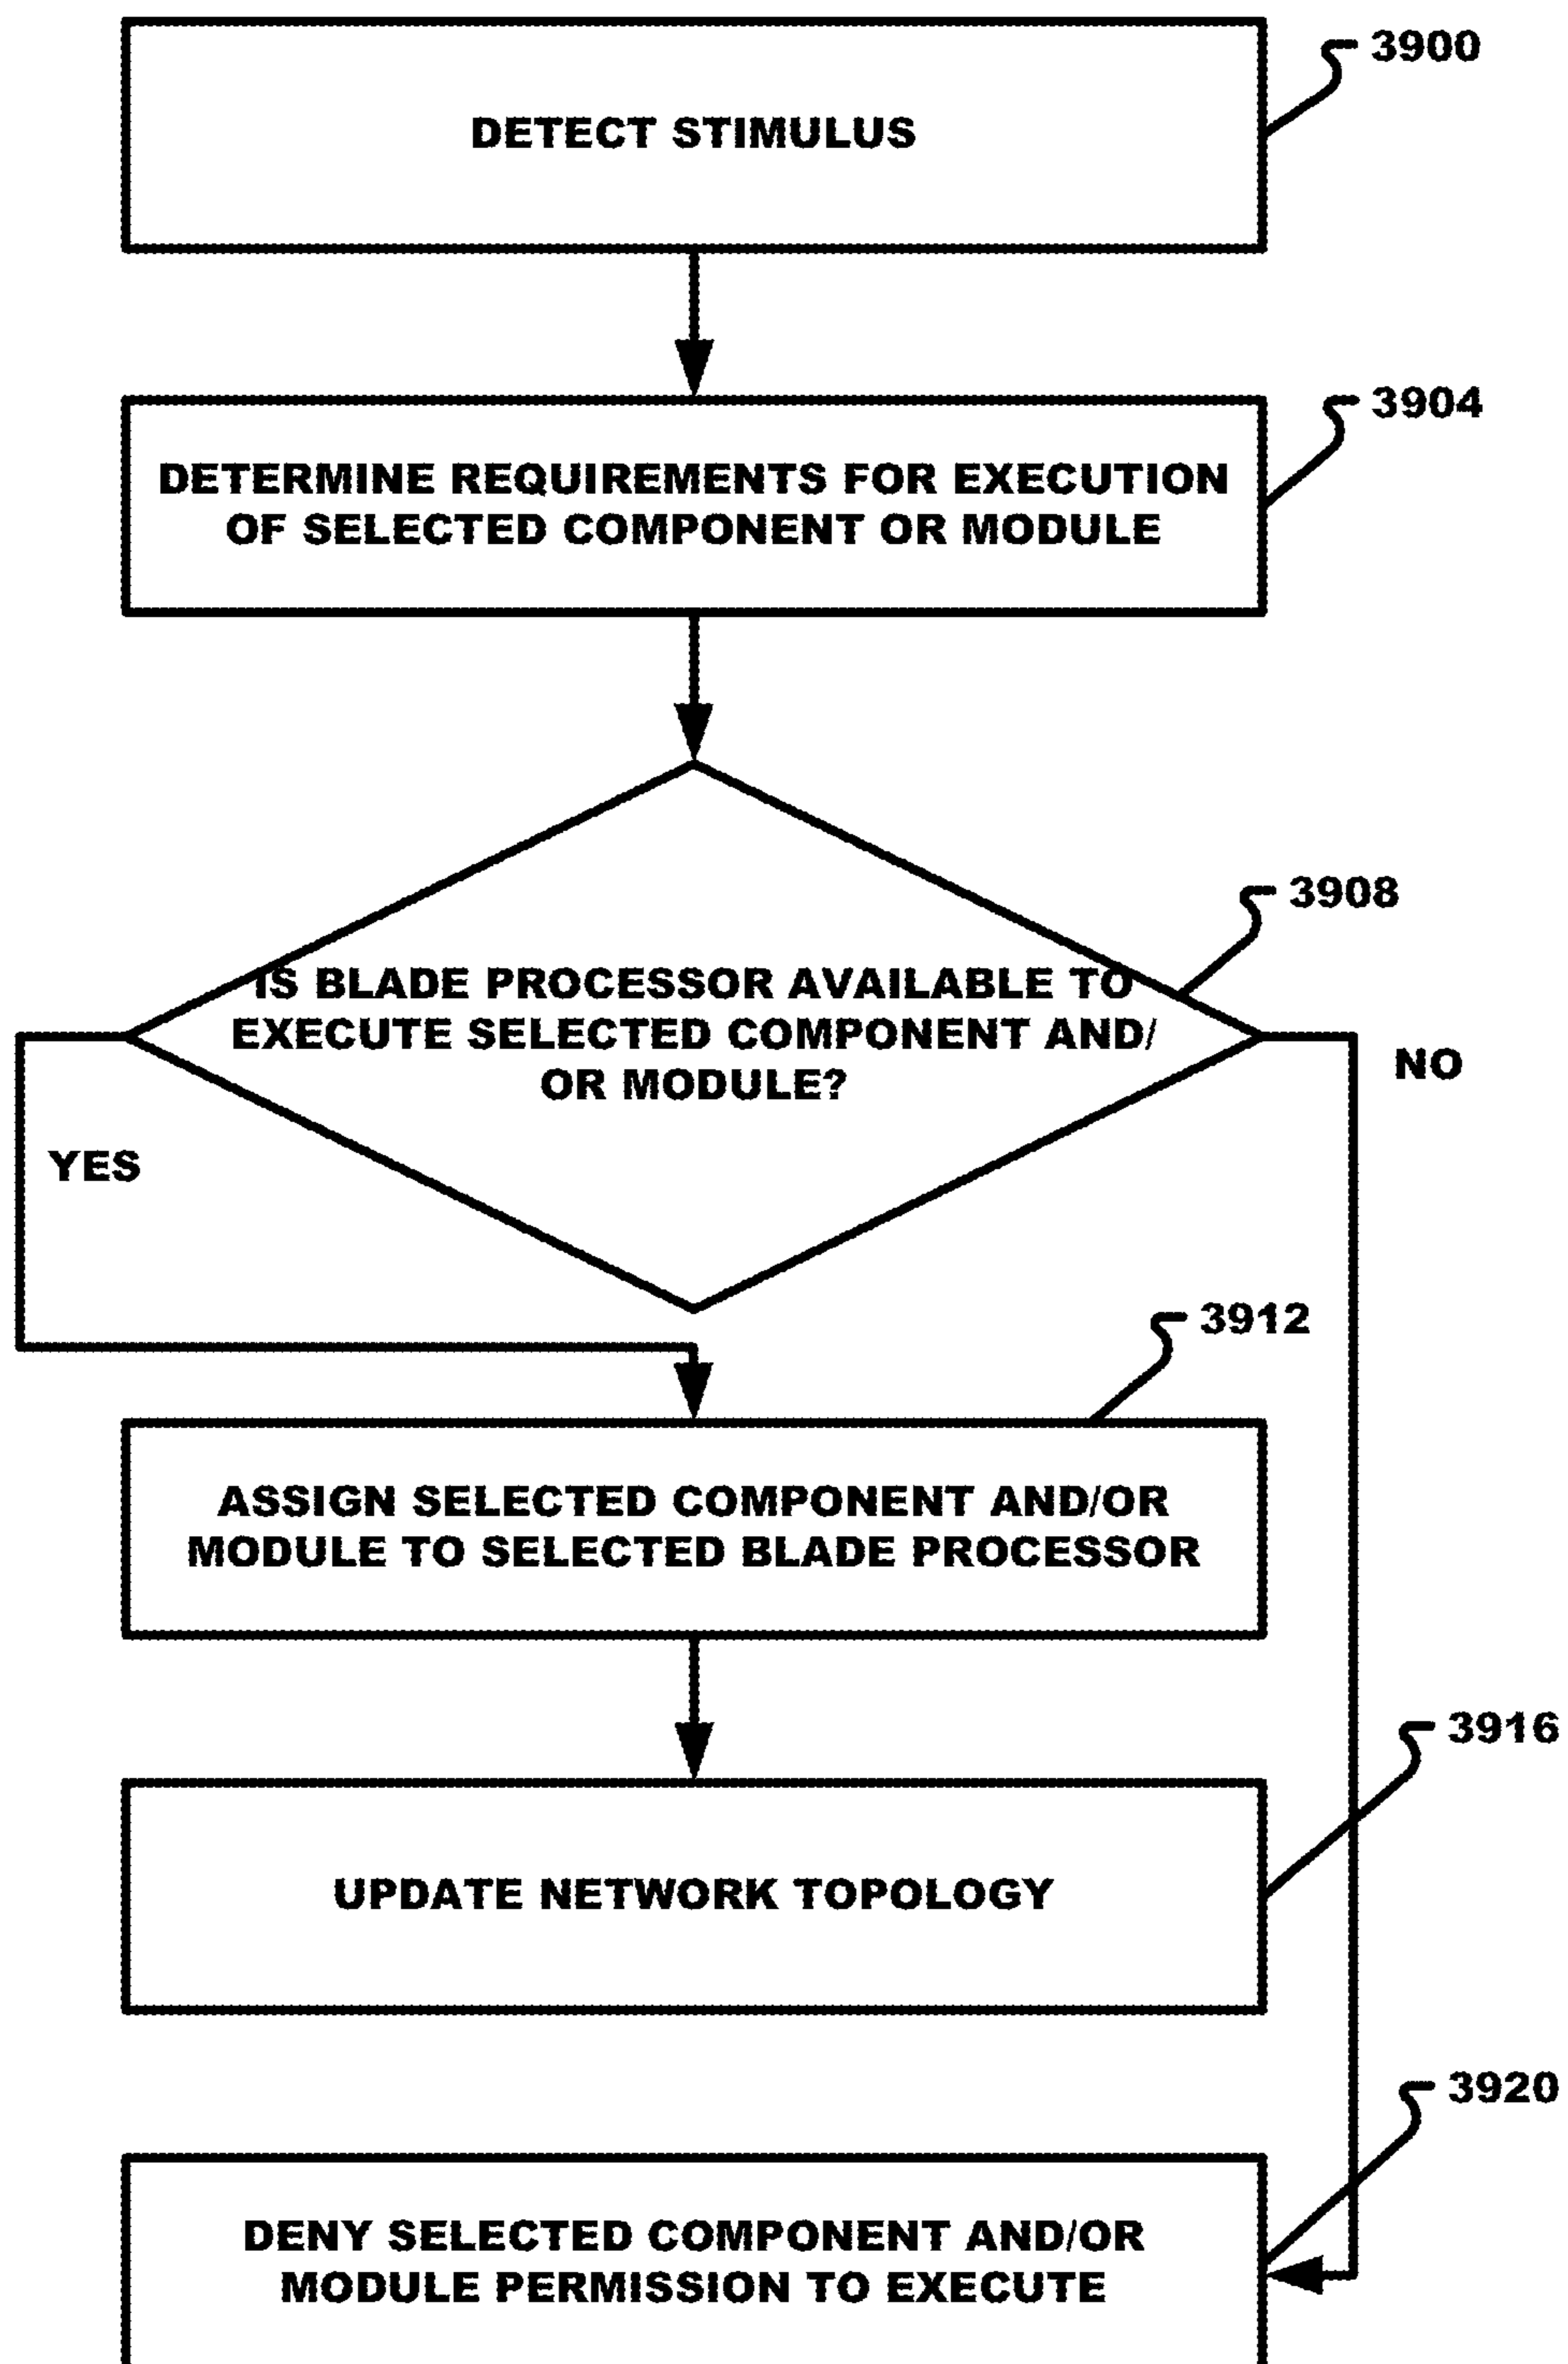 3900
DETECT STIMULUS
3904
DETERMINE REQUIREMENTS FOR EXECUTION
OF SELECTED COMPONENT OR MODULE
3908
IS BLADE PROCESSOR AVAILABLE TO
EXECUTE SELECTED COMPONENT AND/
OR MODULE?
NO
YES
3912
ASSIGN SELECTED COMPONENT AND/OR
MODULE TO SELECTED BLADE PROCESSOR
3916
UPDATE NETWORK TOPOLOGY
3920
DENY SELECTED COMPONENT AND/OR
MODULE PERMISSION TO EXECUTE